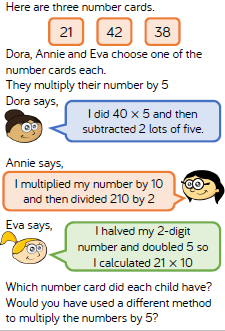 Here are three number cards.
21 42 38
Dora, Annie and Eva choose one of the
number cards each.
They multiply their number by 5
Dora says,
I did 40 × 5 and then
subtracted 2 lots of five.
Annie says,
I multiplied my number by 10
and then divided 210 by 2
Eva says,
I halved my 2-digit
number and doubled 5 so
I calculated 21 × 10
Which number card did each child have?
Would you have used a different method
to multiply the numbers by 5?